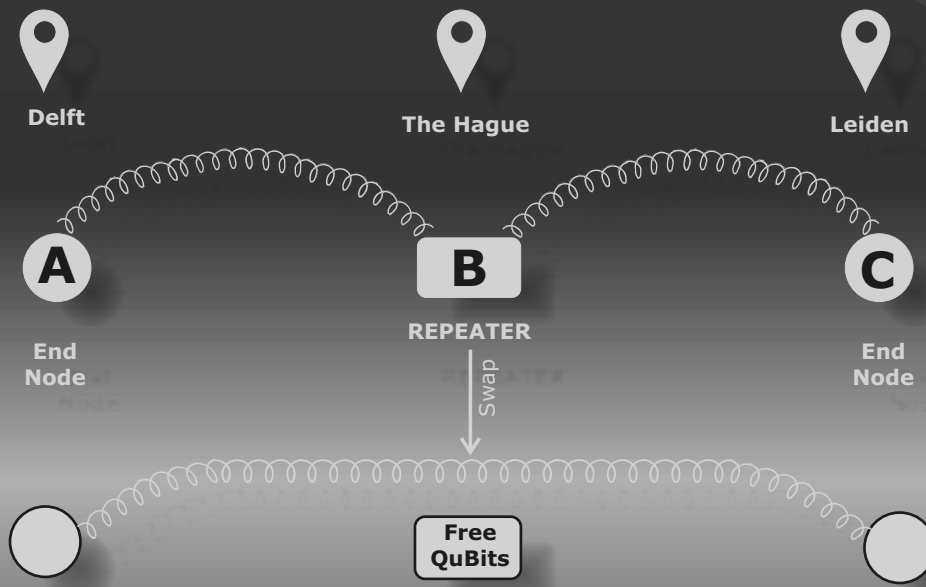 Delft
The Hague
Leiden
A
B
C
REPEATER
End
Node
End
Node
Swap
Free
QuBits